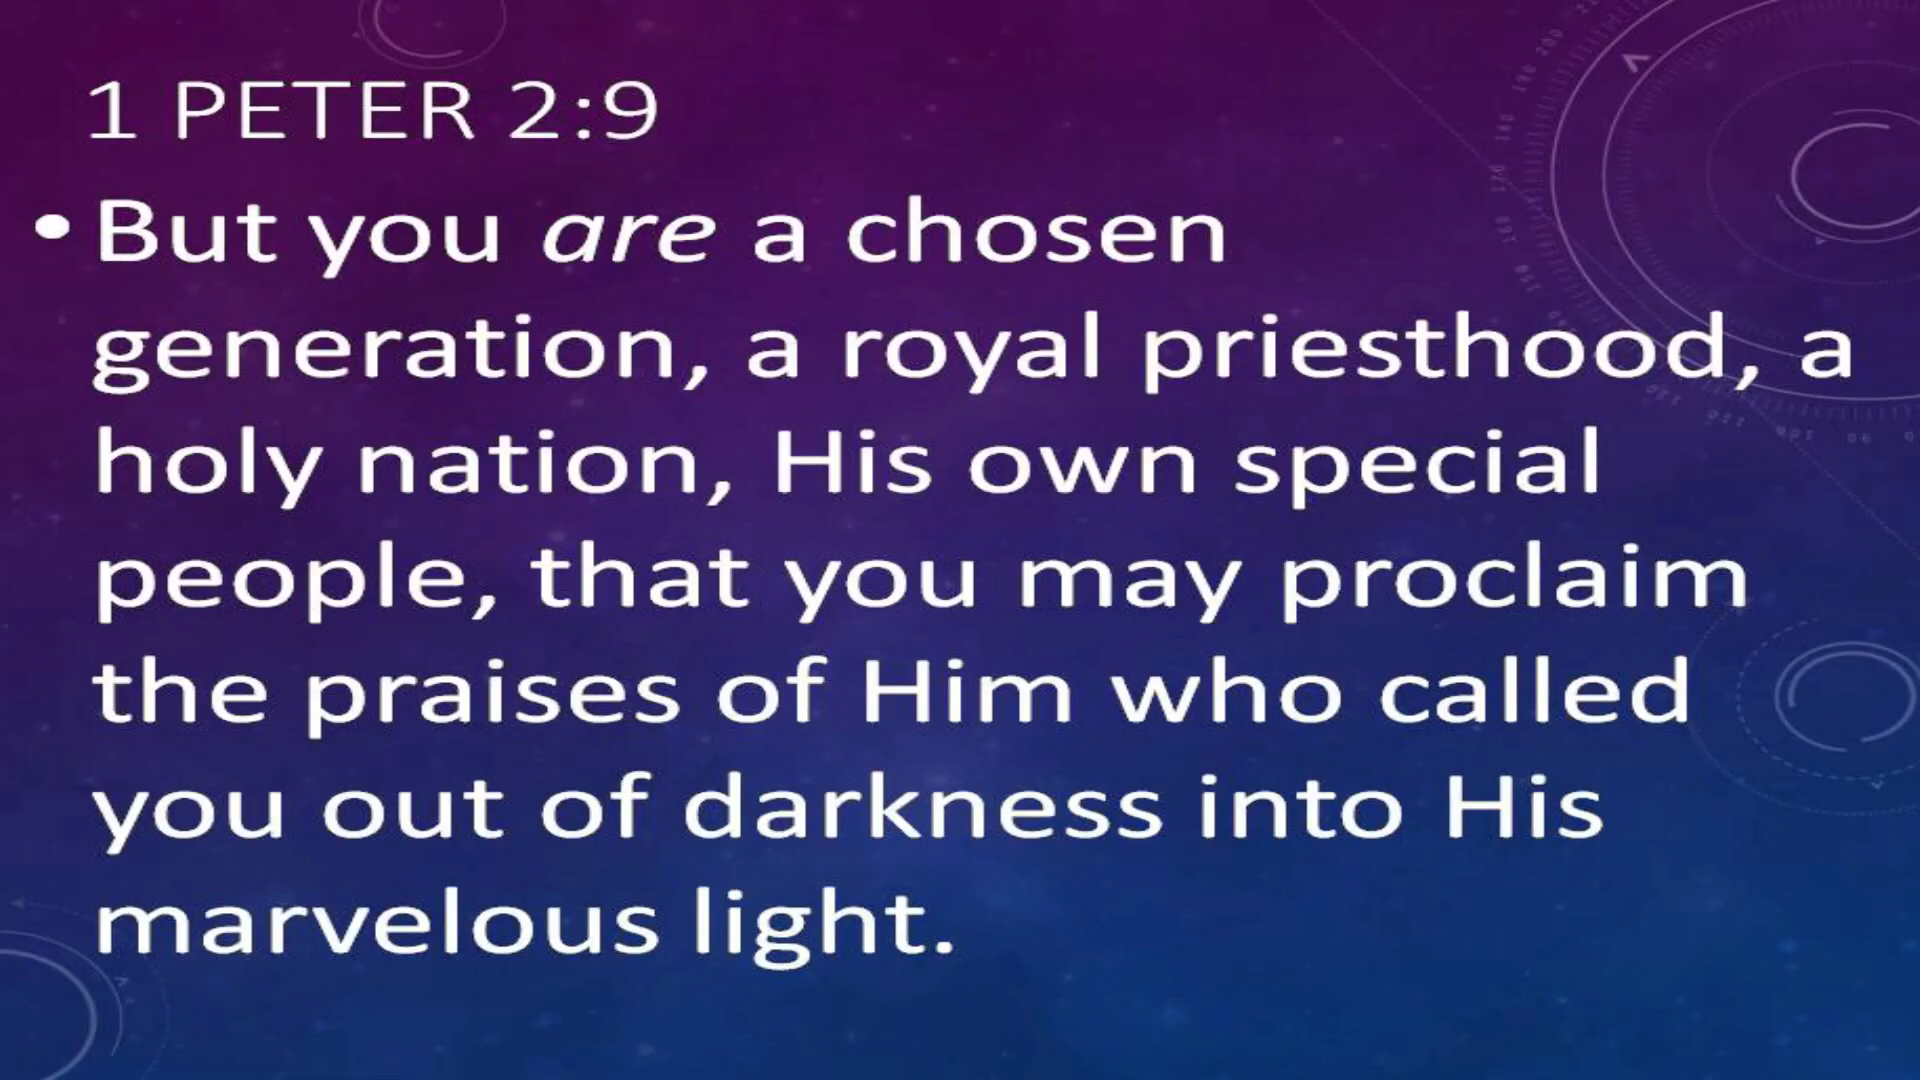 1 PETER 2:9
• But you are a chosen
generation, a royal priesthood, a
holy nation, His own special
people, that you may proclaim
the praises of Him who called
you out of darkness into His
marvelous light.